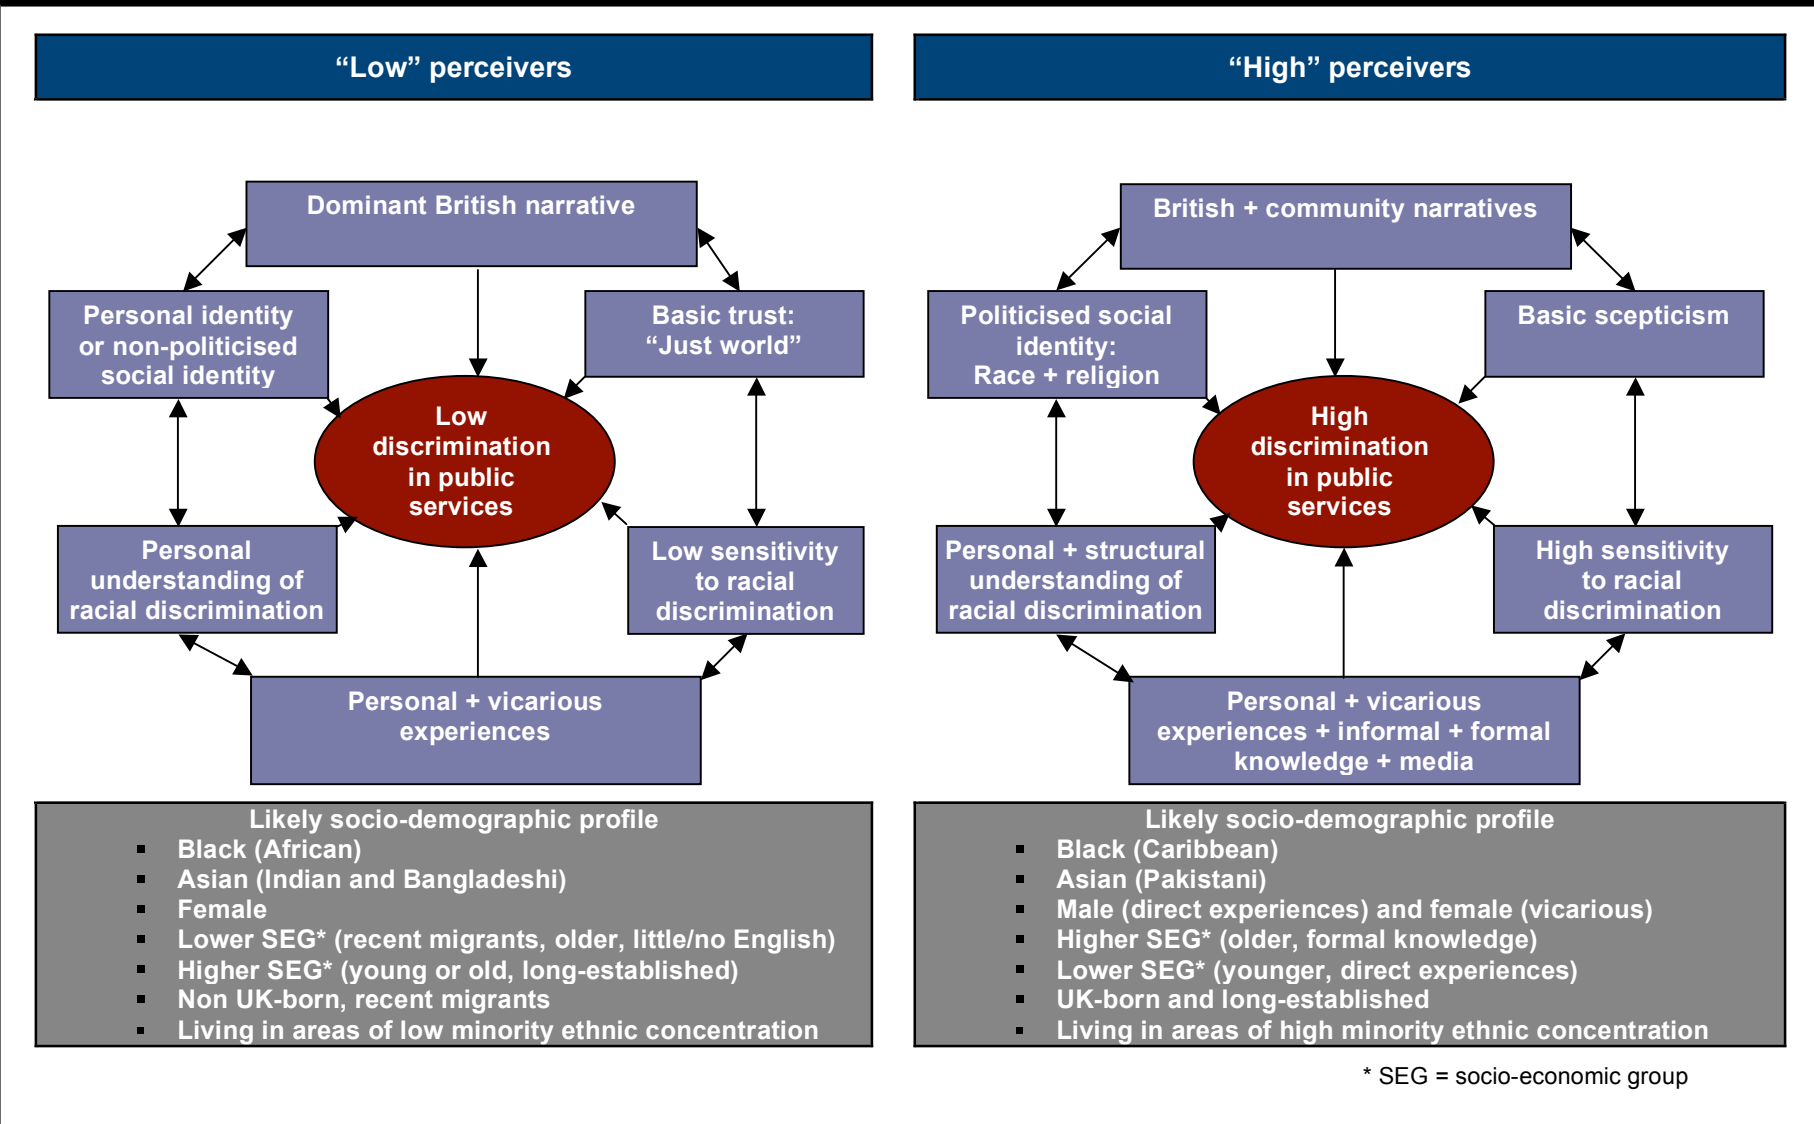 “Low” perceivers
Dominant British narrative
Personal identity
or non-politicised
social identity
Basic trust:
“Just world”
Low
discrimination
in public
services
Personal
understanding of
racial discrimination
Low sensitivity
to racial
discrimination
Personal + vicarious
experiences
Likely socio-demographic profile
▪ Black (African)
▪ Asian (Indian and Bangladeshi)
▪ Female
▪ Lower SEG* (recent migrants, older, little/no English)
▪ Higher SEG* (young or old, long-established)
▪ Non UK-born, recent migrants
▪ Living in areas of low minority ethnic concentration
“High” perceivers
British + community narratives
Politicised social
identity:
Race + religion
Basic scepticism
High
discrimination
in public
services
Personal + structural
understanding of
racial discrimination
High sensitivity
to racial
discrimination
Personal + vicarious
experiences + informal + formal
knowledge + media
Likely socio-demographic profile
▪ Black (Caribbean)
▪ Asian (Pakistani)
▪ Male (direct experiences) and female (vicarious)
▪ Higher SEG* (older, formal knowledge)
▪ Lower SEG* (younger, direct experiences)
▪ UK-born and long-established
▪ Living in areas of high minority ethnic concentration
* SEG = socio-economic group